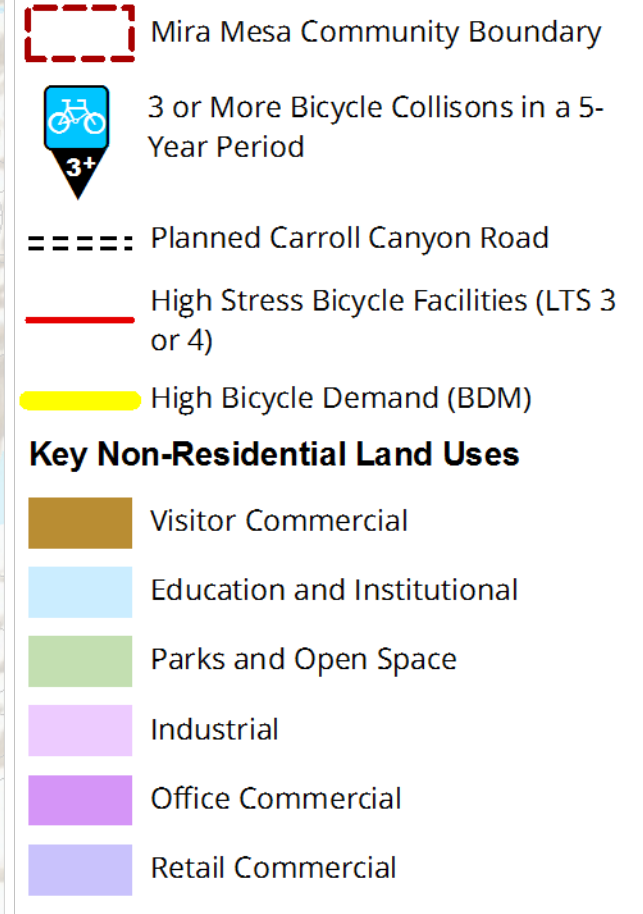 Mira Mesa Community Boundary
3 or More Bicycle Collisons in a 5-
Year Period
3+
Planned Carroll Canyon Road
High Stress Bicycle Facilities (LTS 3
or 4)
High Bicycle Demand (BDM)
Key Non-Residential Land Uses
Visitor Commercial
Education and Institutional
Parks and Open Space
Industrial
Office Commercial
Retail Commercial